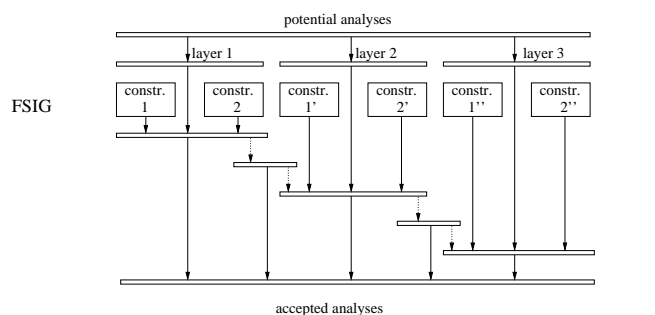 potential analyses
layer 1 layer 2 layer 3
FSIG
constr. 1
constr. 2
constr. 1'
constr. 2'
constr. 1''
constr. 2''
accepted analyses